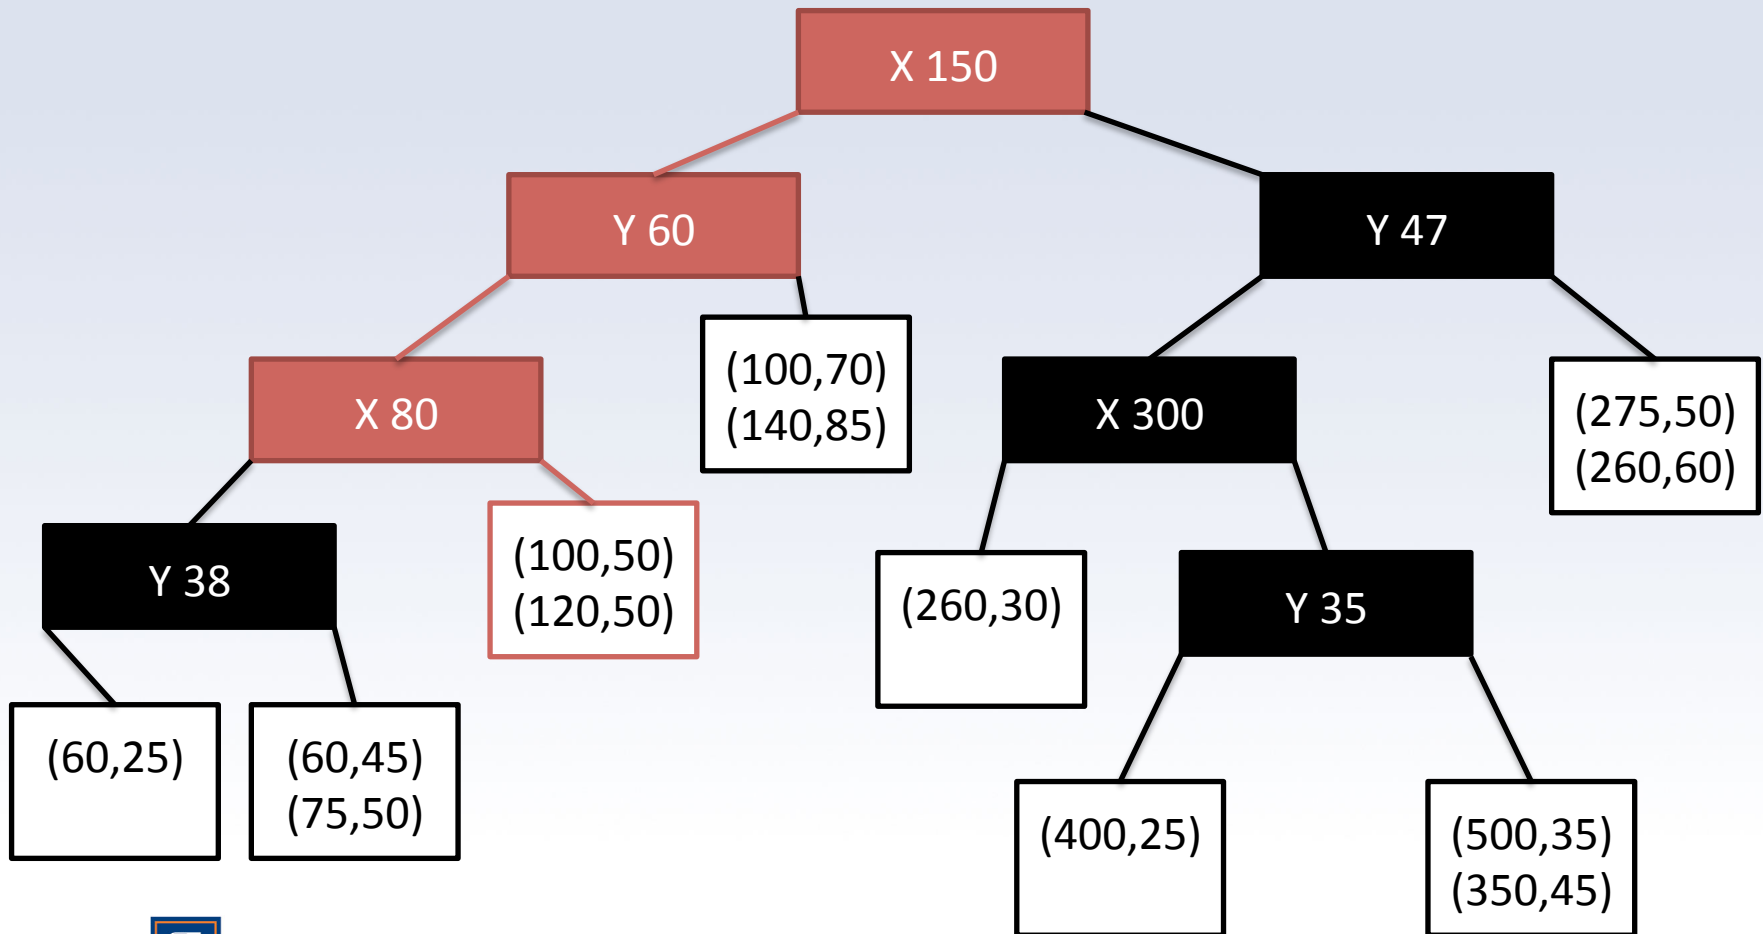 X 150
Y 60
Y 47
(100,70)
(140,85)
X 80
X 300
(275,50)
(260,60)
Y 38
(100,50)
(120,50)
(260,30)
Y 35
(60,25)
(60,45)
(75,50)
(400,25)
(500,35)
(350,45)